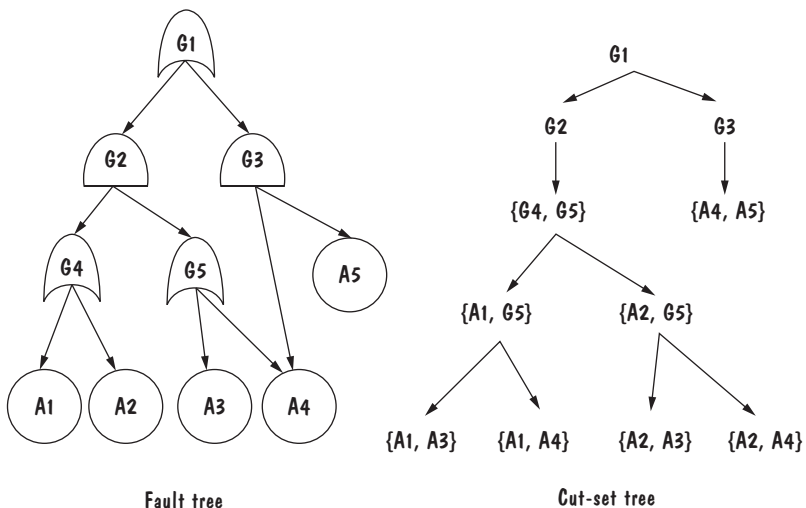 G1
G2
G3
G4
G5
A5
A1
A2
A3
A4
Fault tree
G1
G2
G3
{G4, G5}
{A4, A5}
{A1, G5}
{A2, G5}
{A1, A3}
{A1, A4}
{A2, A3}
{A2, A4}
Cut-set tree